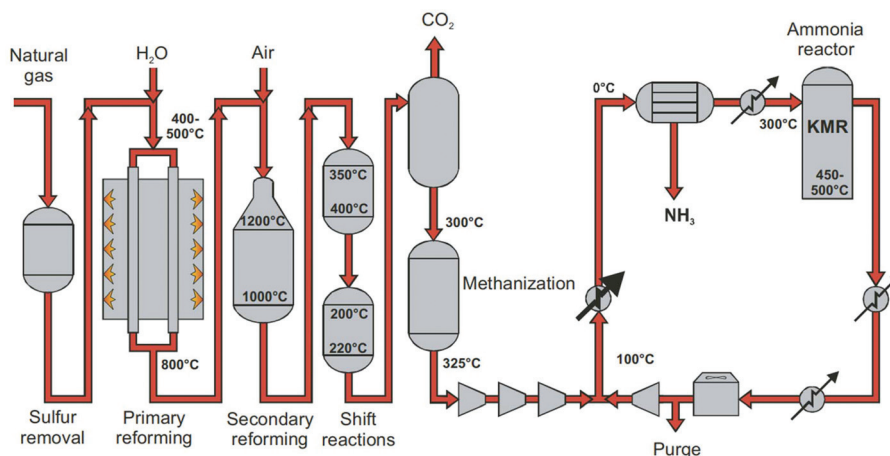 Natural
gas
H₂O
Air
CO₂
Ammonia
reactor
400-
500°C
0°C
300°C
KMR
450-
500°C
NH₃
350°C
400°C
1200°C
1000°C
300°C
Methanization
200°C
220°C
800°C
325°C
100°C
Sulfur
removal
Primary
reforming
Secondary
reforming
Shift
reactions
Purge